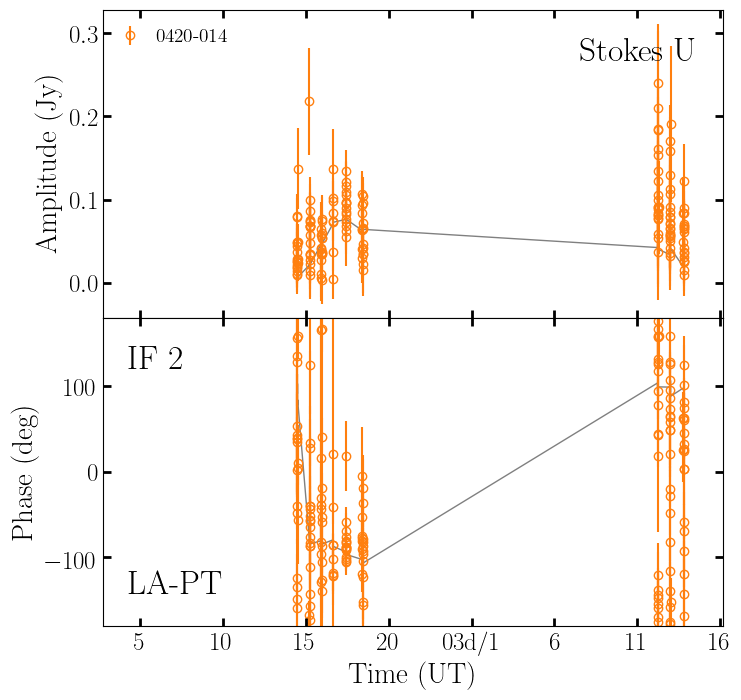 0420-014
Stokes U
Amplitude (Jy)
0.3
0.2
0.1
0.0
IF 2
Phase (deg)
100
0
−100
LA-PT
5 10 15 20 03d/1 6 11 16
Time (UT)